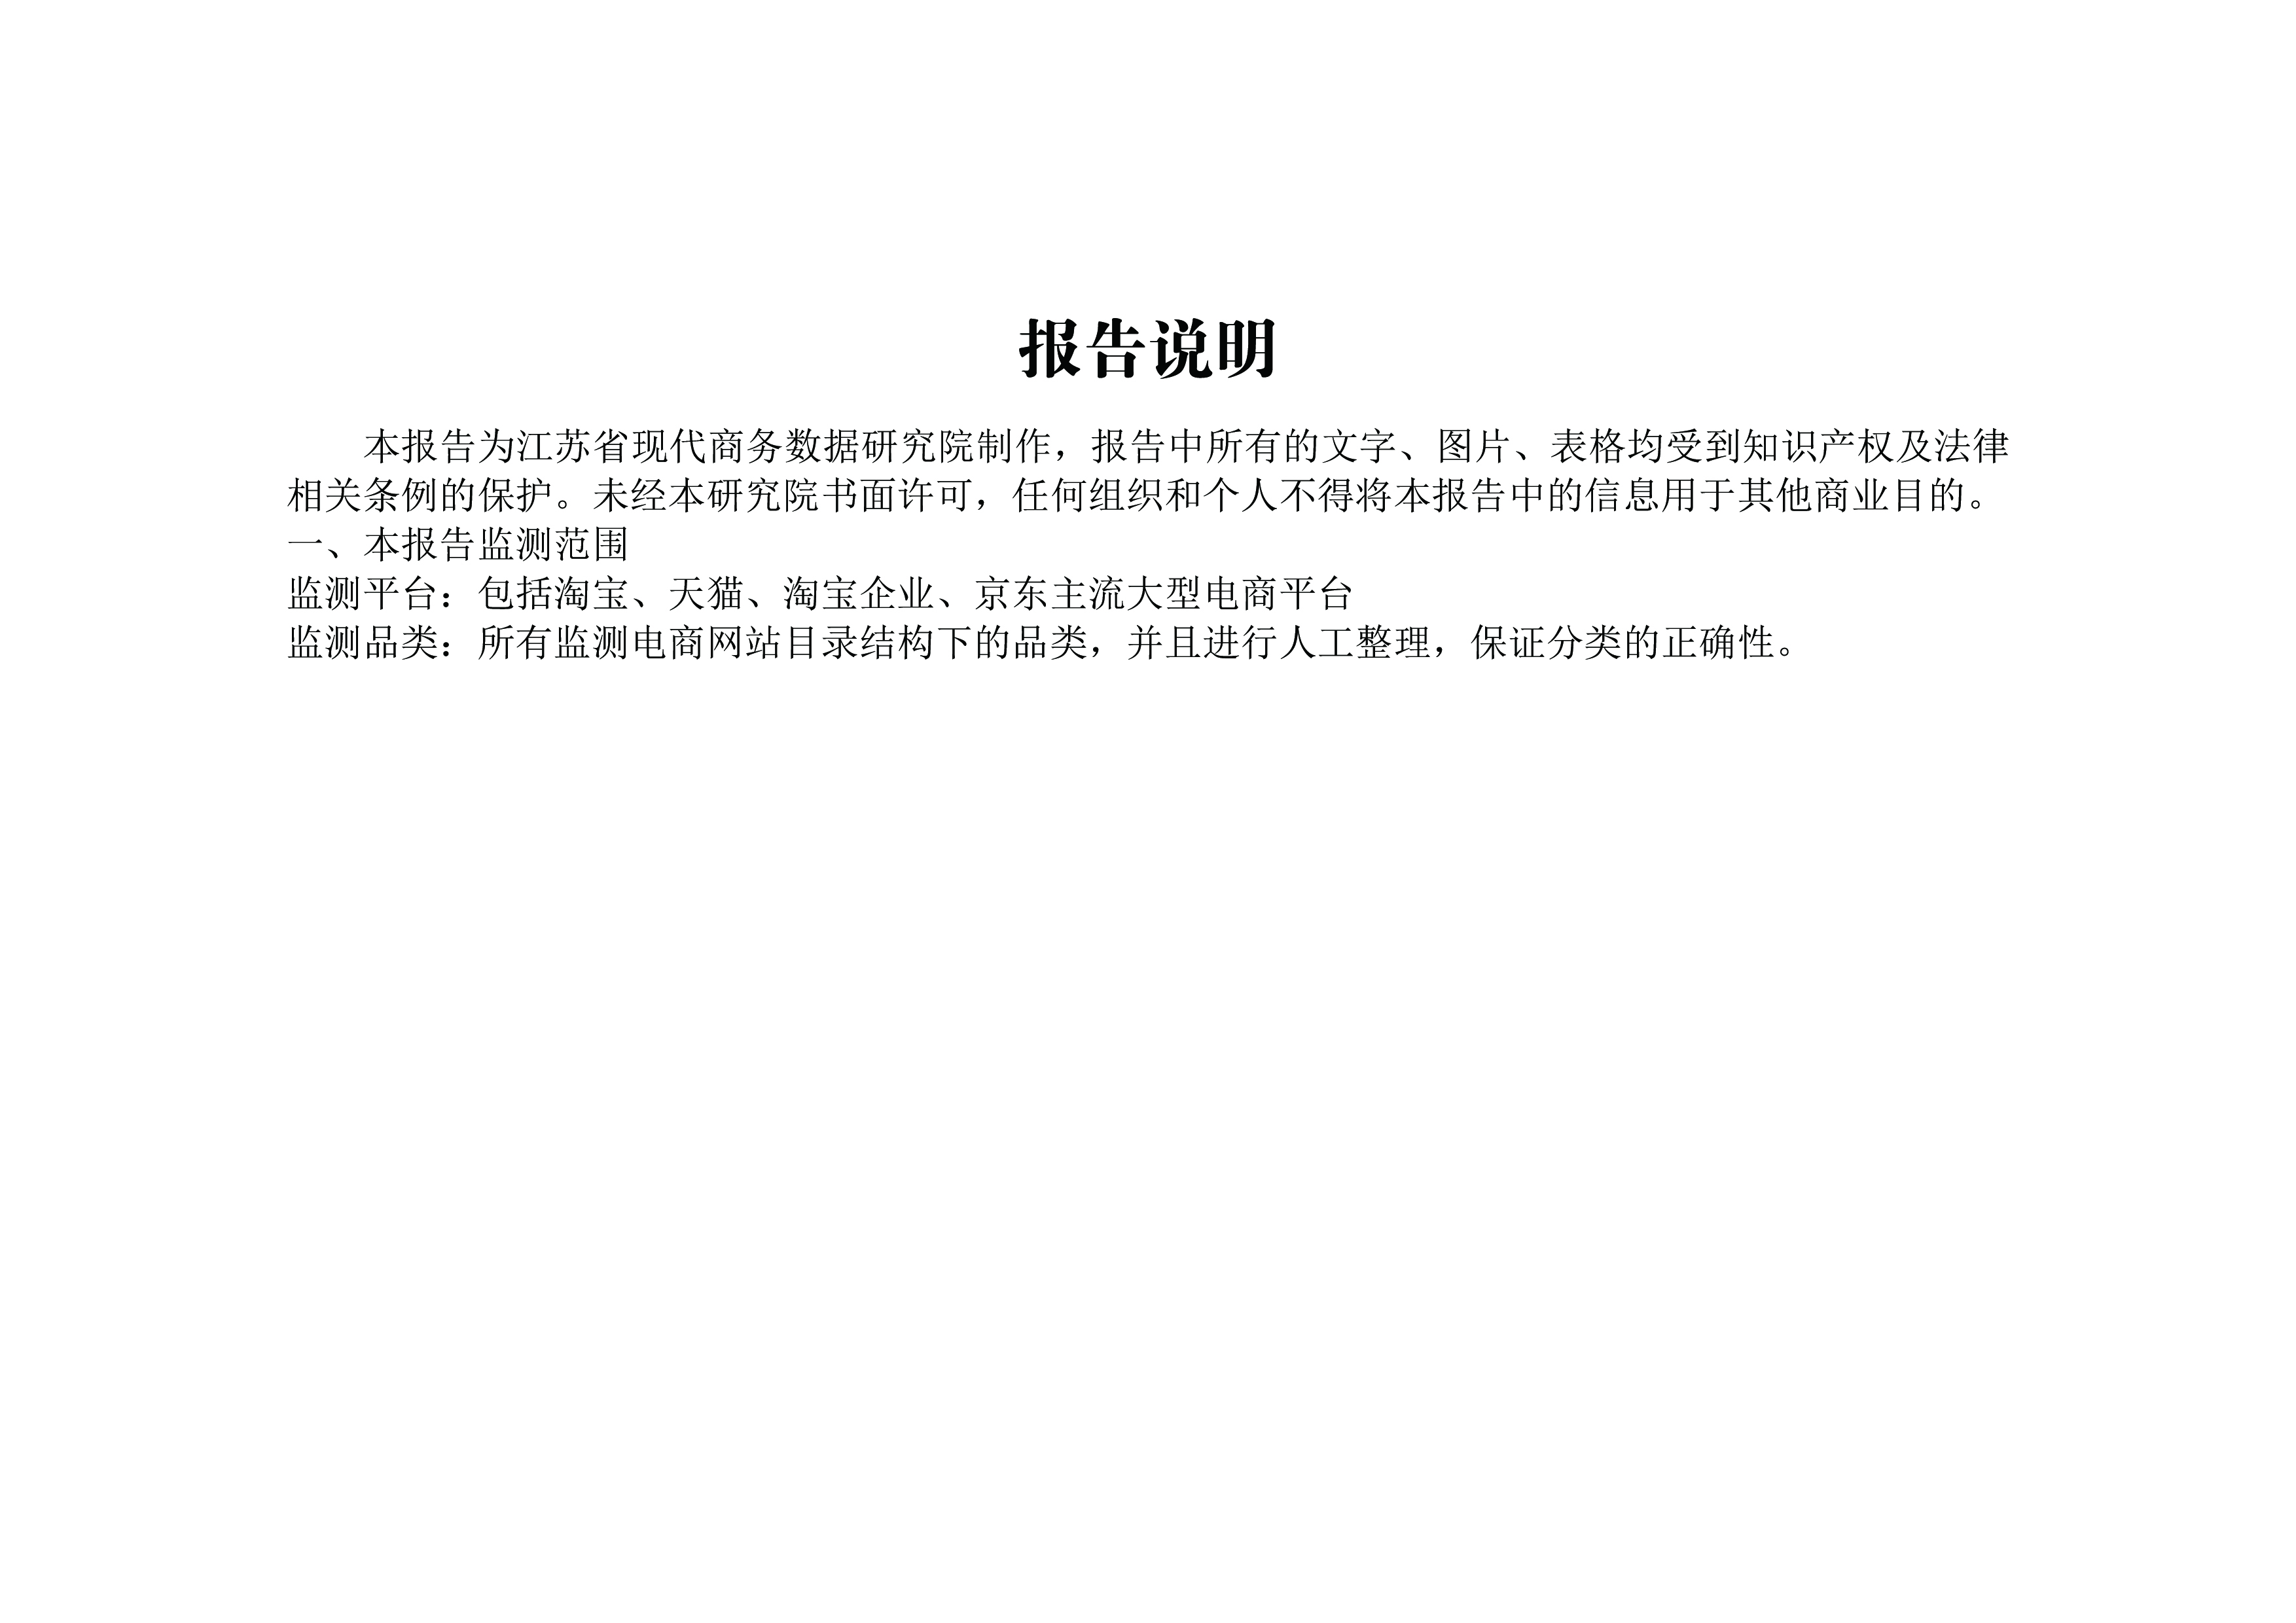 报告说明
本报告为江苏省现代商务数据研究院制作，报告中所有的文字、图片、表格均受到知识产权及法律
相关条例的保护。未经本研究院书面许可，任何组织和个人不得将本报告中的信息用于其他商业目的。
一、本报告监测范围
监测平台：包括淘宝、天猫、淘宝企业、京东主流大型电商平台
监测品类：所有监测电商网站目录结构下的品类，并且进行人工整理，保证分类的正确性。